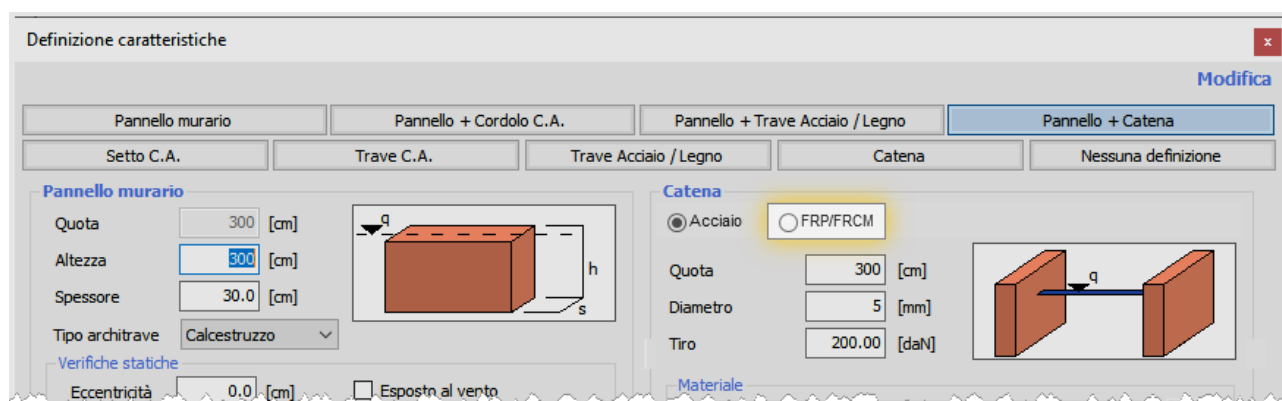 Definizione caratteristiche
x
Modifica
Pannello murario Pannello + Cordolo C.A. Pannello + Trave Acciaio / Legno Pannello + Catena
Setto C.A. Trave C.A. Trave Acciaio / Legno Catena Nessuna definizione
Pannello murario
Quota 300 [cm]
Altezza 300 [cm]
Spessore 30.0 [cm]
Tipo architrave Calcestruzzo
q
h
s
Verifiche statiche
Eccentricità 0.0 [cm] Esposto al vento
Catena
Acciaio FRP/FRCM
Quota 300 [cm]
Diametro 5 [mm]
Tiro 200.00 [daN]
q
Materiale